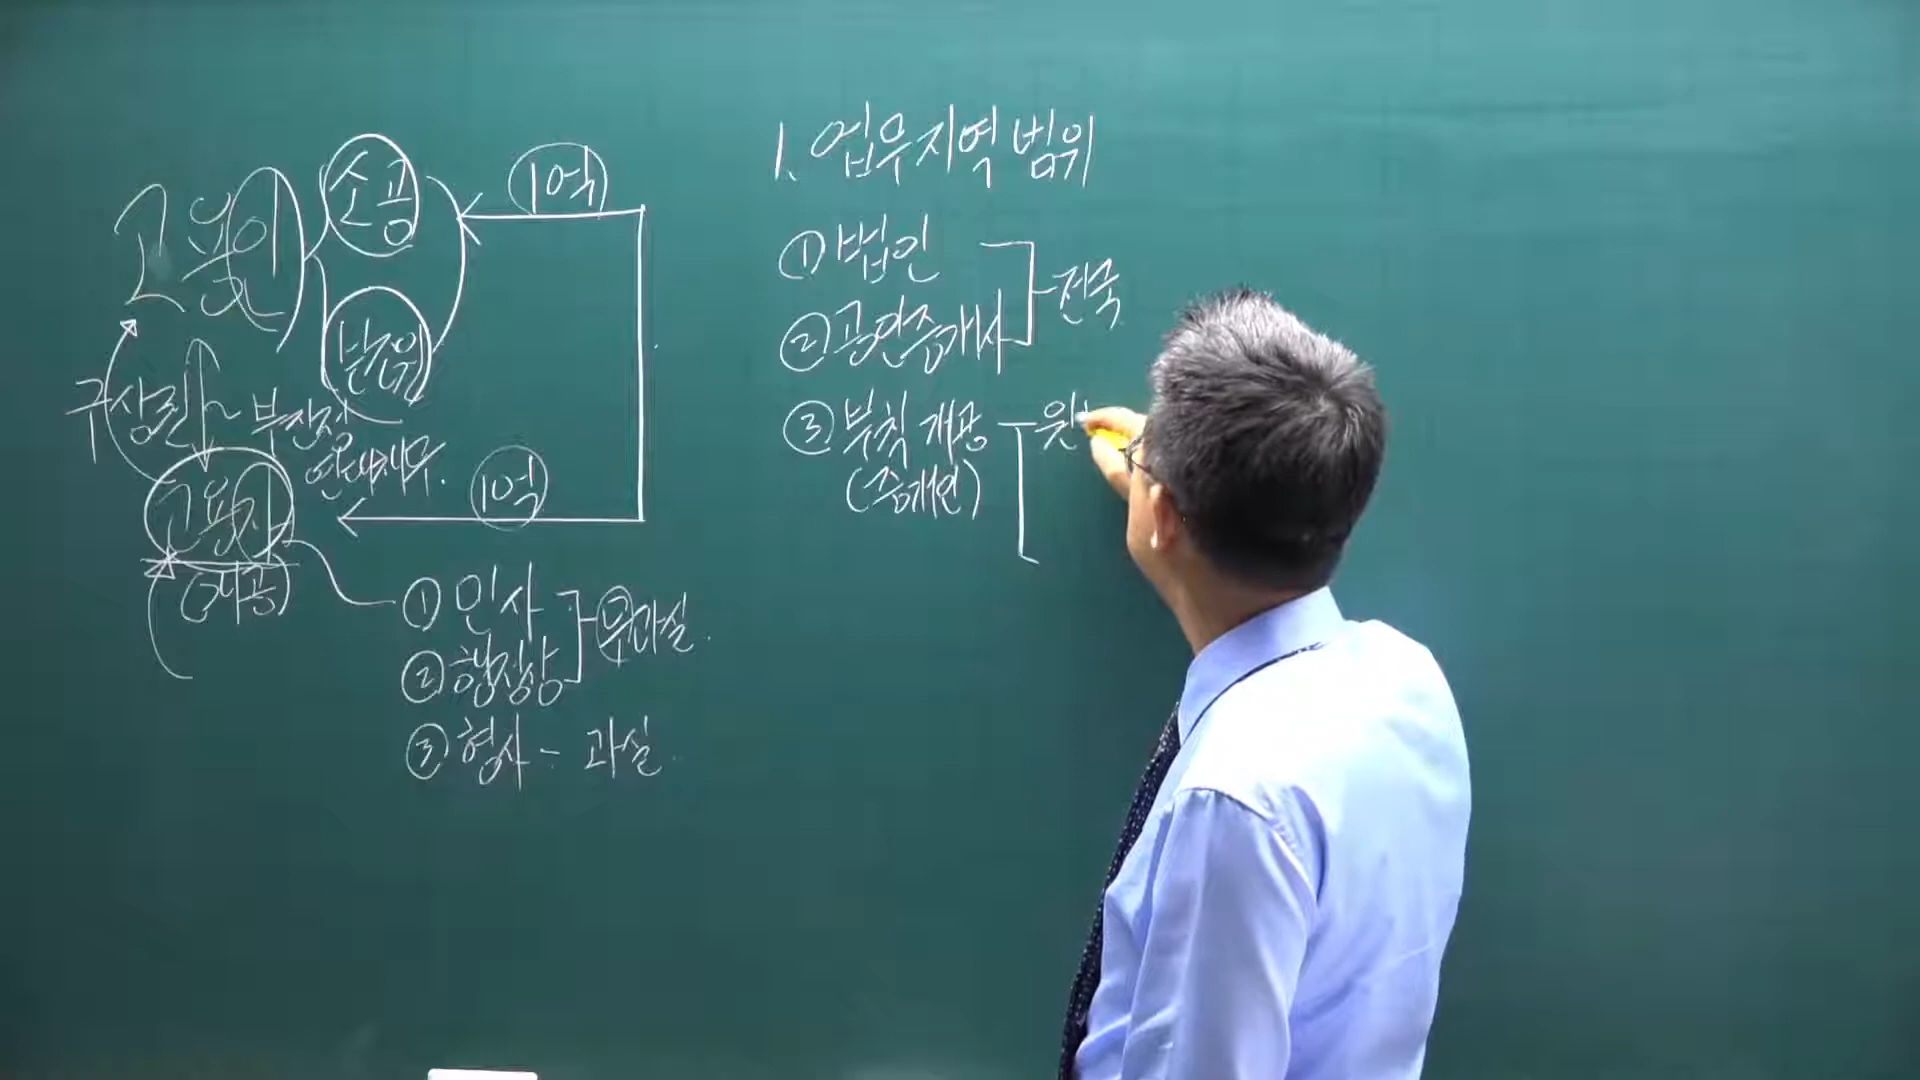 고용인
소공
분원
1억
구상권~부진정
연대채무.
고용자
(개공)
1억
① 민사
② 행정상
무과실.
③ 형사 - 과실.
1. 업무지역 범위
① 법인
② 공인중개사
전국
③ 부칙 개공
(중개인)
원